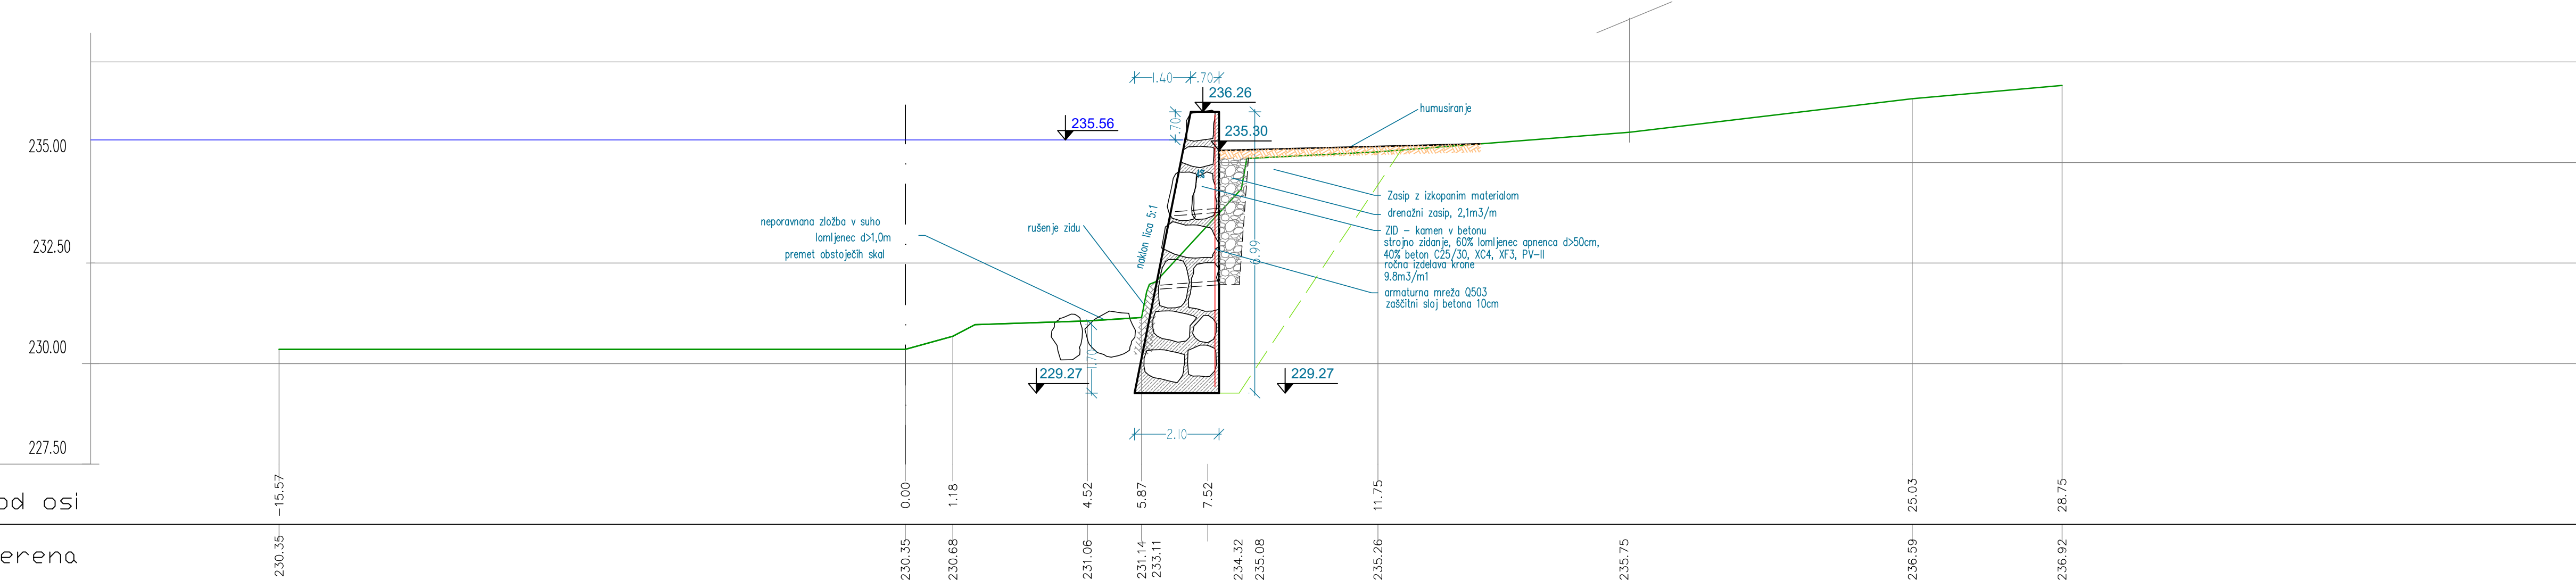 1.40
.70
236.26
235.56
.70
235.30
humusiranje
235.00
232.50
230.00
227.50
neporavnana zložba v suho
lomljenec d>1,0m
premet obstoječih skal
rušenje zidu
naklon lica 5:1
6.99
Zasip z izkopanim materialom
drenažni zasip, 2,1m3/m
ZID – kamen v betonu
strojno zidanje, 60% lomljenec apnenca d>50cm,
40% beton C25/30, XC4, XF3, PV-II
ročna izdelava krone
9.8m3/m1
armaturna mreža Q503
zaščitni sloj betona 10cm
1.70
229.27
229.27
2.10
od osi
-15.57
0.00
1.18
4.52
5.87
7.52
11.75
25.03
28.75
erena
230.35
230.35
230.68
231.06
231.14
233.11
234.32
235.08
235.26
235.75
236.59
236.92